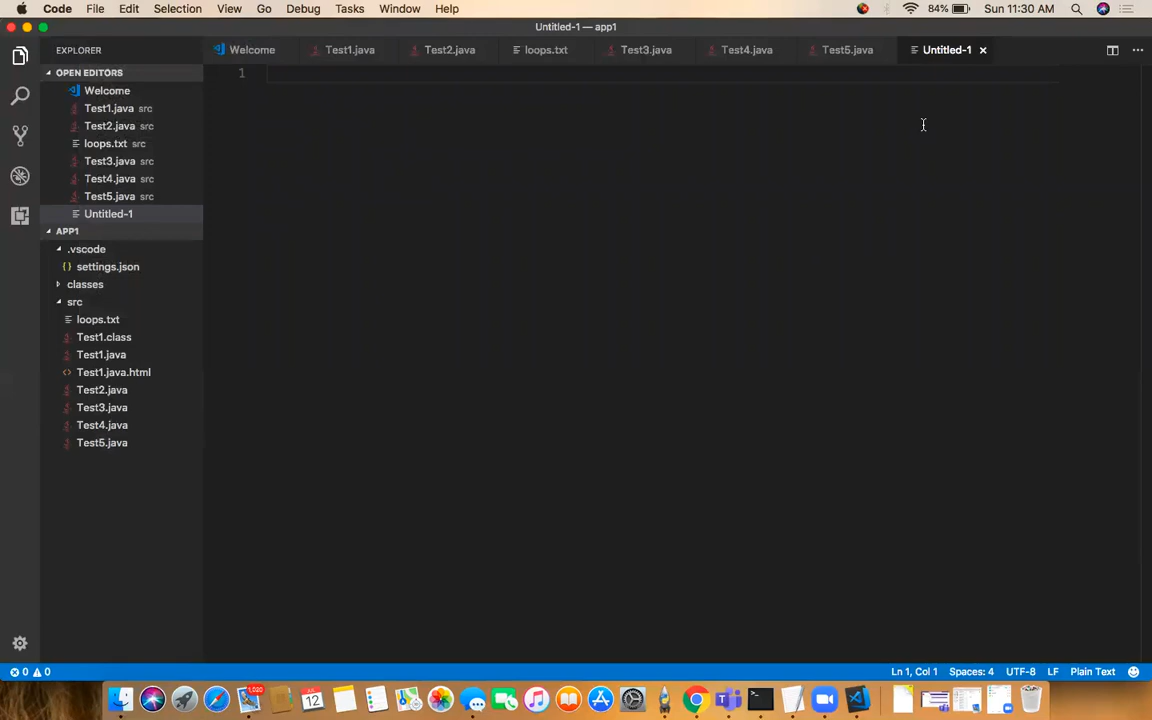 Code File Edit Selection View Go Debug Tasks Window Help 84% Sun 11:30 AM
Untitled-1 — app1
EXPLORER
Welcome Test1.java Test2.java loops.txt Test3.java Test4.java Test5.java Untitled-1
OPEN EDITORS
1
Welcome
Test1.java src
Test2.java src
loops.txt src
Test3.java src
Test4.java src
Test5.java src
Untitled-1
APP1
.vscode
{} settings.json
classes
src
loops.txt
Test1.class
Test1.java
<> Test1.java.html
Test2.java
Test3.java
Test4.java
Test5.java
0 0 Ln 1, Col 1 Spaces: 4 UTF-8 LF Plain Text
1,020 12